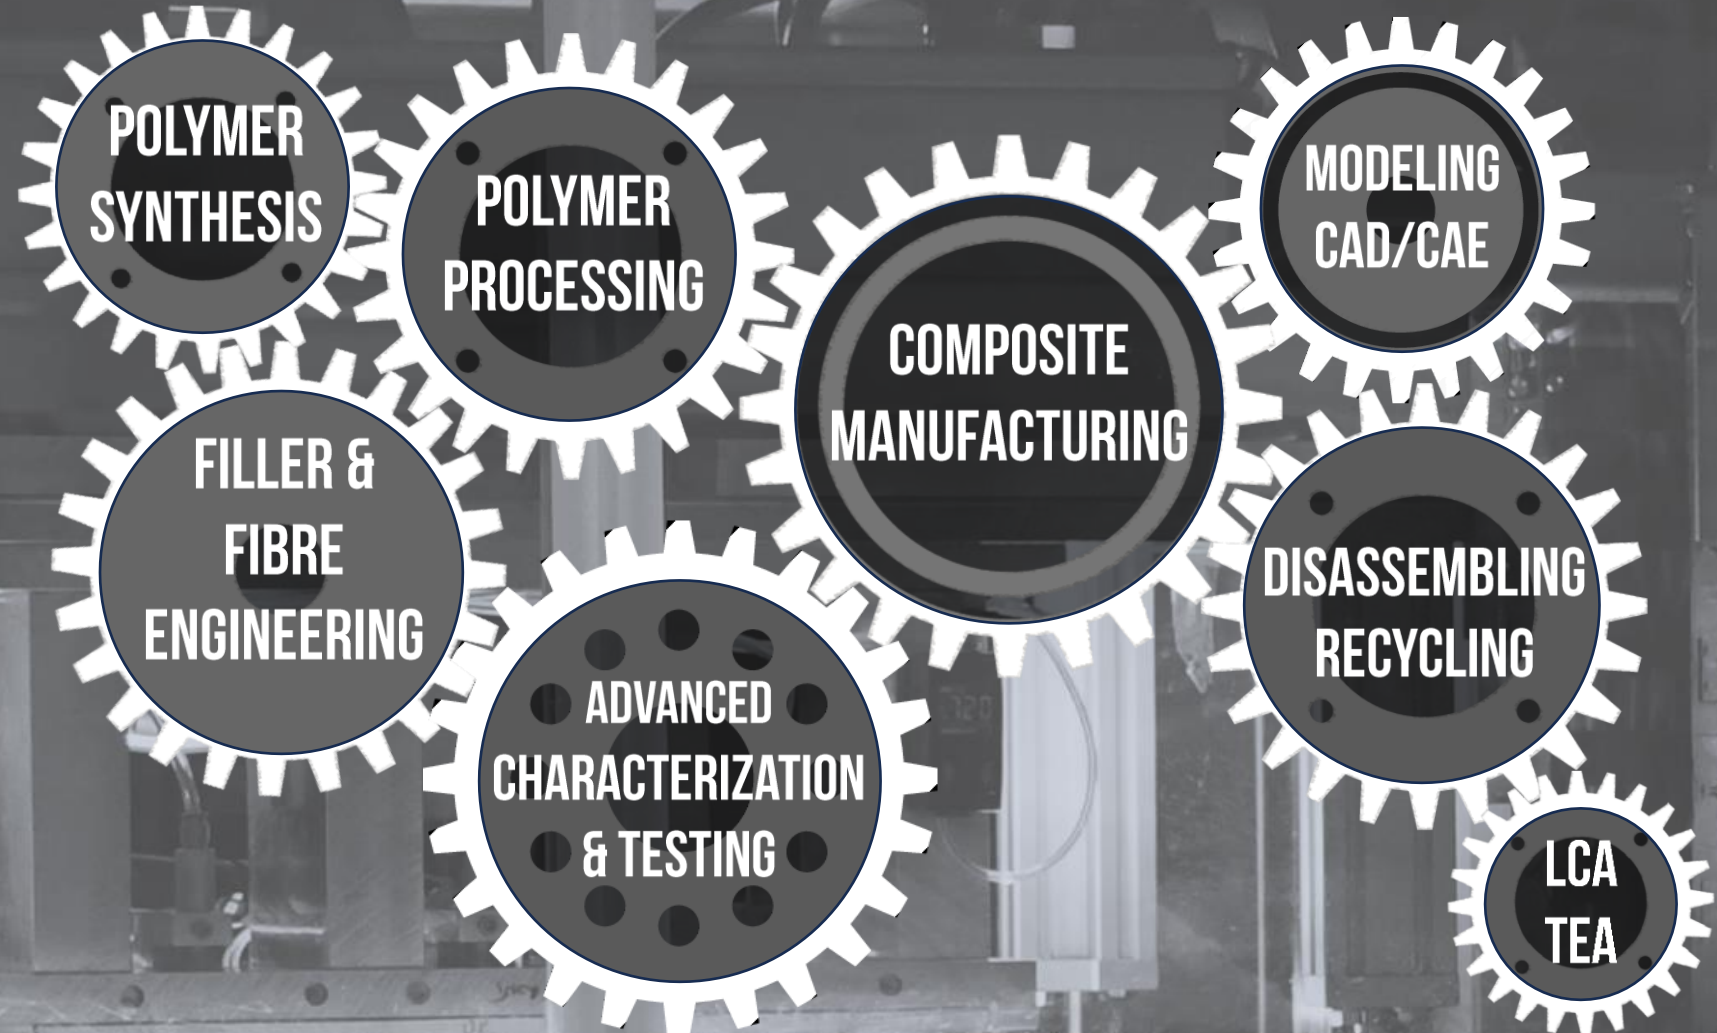 POLYMER
SYNTHESIS
POLYMER
PROCESSING
COMPOSITE
MANUFACTURING
MODELING
CAD/CAE
FILLER &
FIBRE
ENGINEERING
ADVANCED
CHARACTERIZATION
& TESTING
DISASSEMBLING
RECYCLING
LCA
TEA